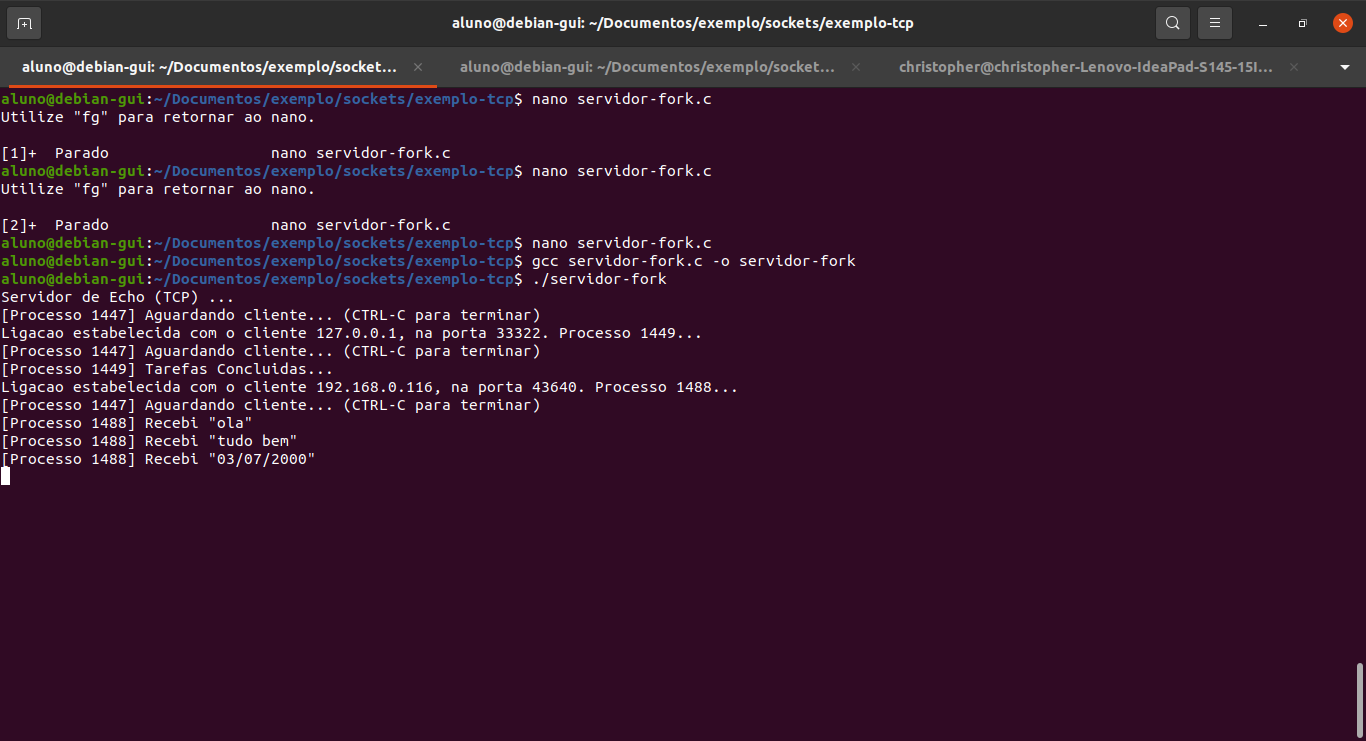 aluno@debian-gui: ~/Documentos/exemplo/sockets/exemplo-tcp
aluno@debian-gui: ~/Documentos/exemplo/socket...
aluno@debian-gui: ~/Documentos/exemplo/socket...
christopher@christopher-Lenovo-IdeaPad-S145-15I...
aluno@debian-gui:~/Documentos/exemplo/sockets/exemplo-tcp$ nano servidor-fork.c
Utilize "fg" para retornar ao nano.
[1]+  Parado                  nano servidor-fork.c
aluno@debian-gui:~/Documentos/exemplo/sockets/exemplo-tcp$ nano servidor-fork.c
Utilize "fg" para retornar ao nano.
[2]+  Parado                  nano servidor-fork.c
aluno@debian-gui:~/Documentos/exemplo/sockets/exemplo-tcp$ nano servidor-fork.c
aluno@debian-gui:~/Documentos/exemplo/sockets/exemplo-tcp$ gcc servidor-fork.c -o servidor-fork
aluno@debian-gui:~/Documentos/exemplo/sockets/exemplo-tcp$ ./servidor-fork
Servidor de Echo (TCP) ...
[Processo 1447] Aguardando cliente... (CTRL-C para terminar)
Ligacao estabelecida com o cliente 127.0.0.1, na porta 33322. Processo 1449...
[Processo 1447] Aguardando cliente... (CTRL-C para terminar)
[Processo 1449] Tarefas Concluidas...
Ligacao estabelecida com o cliente 192.168.0.116, na porta 43640. Processo 1488...
[Processo 1447] Aguardando cliente... (CTRL-C para terminar)
[Processo 1488] Recebi "ola"
[Processo 1488] Recebi "tudo bem"
[Processo 1488] Recebi "03/07/2000"